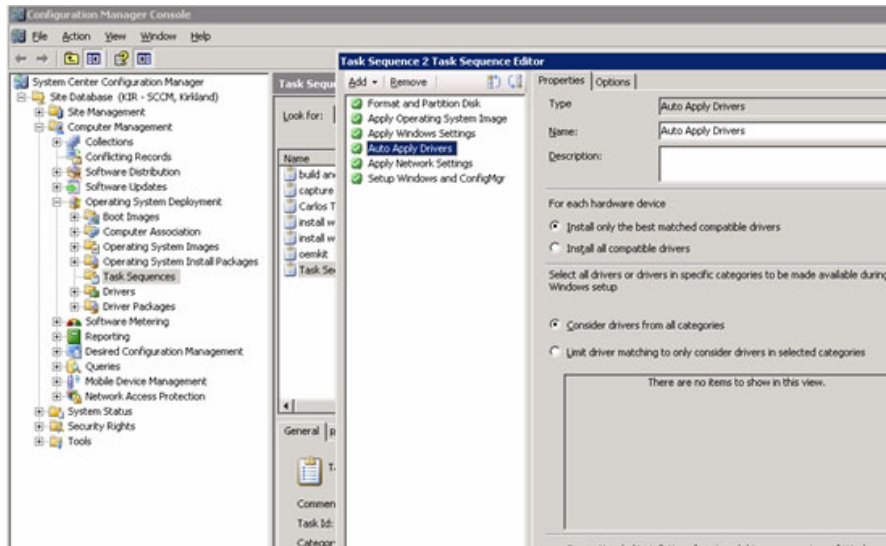 Configuration Manager Console
File Action View Window Help
System Center Configuration Manager
Site Database (KIR - SCCM, Kirkland)
Site Management
Computer Management
Collections
Conflicting Records
Software Distribution
Software Updates
Operating System Deployment
Boot Images
Computer Association
Operating System Images
Operating System Install Packages
Task Sequences
Drivers
Driver Packages
Software Metering
Reporting
Desired Configuration Management
Queries
Mobile Device Management
Network Access Protection
System Status
Security Rights
Tools
Task Sequ
Look for:
Name
build an
capture
Carlos T
install w
install w
oemkit
Task Se
General
Commen
Task Id:
Categor
Task Sequence 2 Task Sequence Editor
Add Remove
Format and Partition Disk
Apply Operating System Image
Apply Windows Settings
Auto Apply Drivers
Apply Network Settings
Setup Windows and ConfigMgr
Properties Options
Type Auto Apply Drivers
Name: Auto Apply Drivers
Description:
For each hardware device
Install only the best matched compatible drivers
Install all compatible drivers
Select all drivers or drivers in specific categories to be made available during
Windows setup
Consider drivers from all categories
Limit driver matching to only consider drivers in selected categories
There are no items to show in this view.